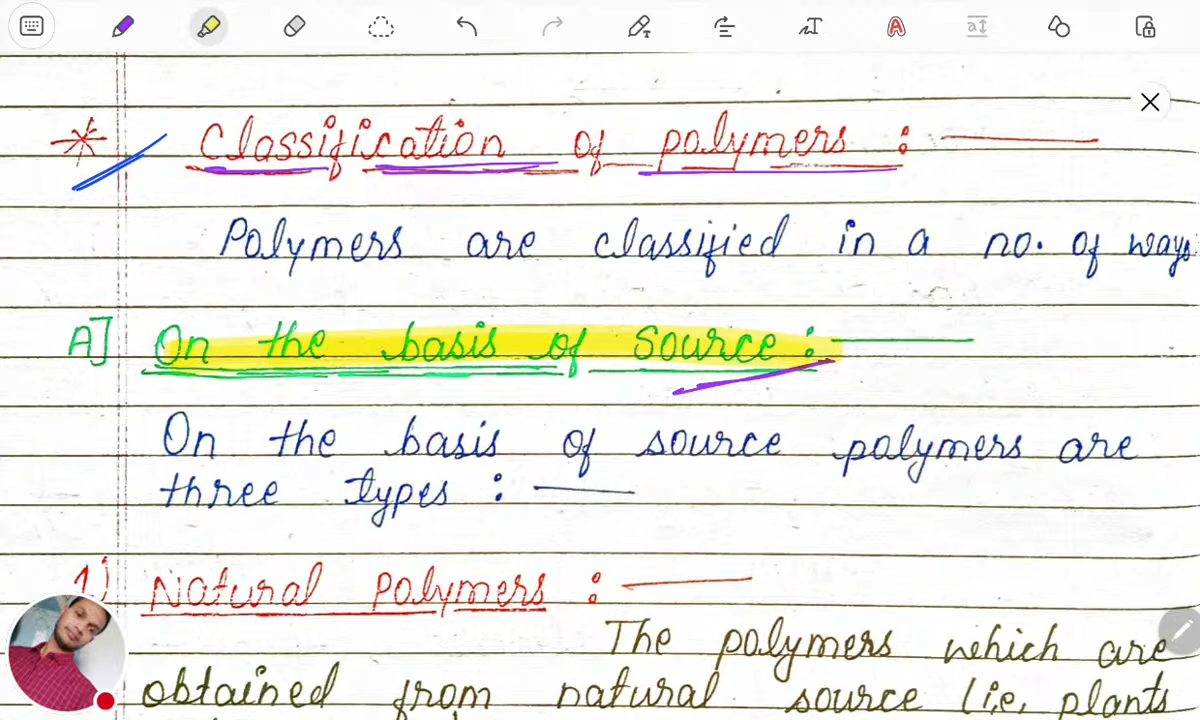 * Classification of polymers :
Polymers are classified in a no. of ways:
A] On the basis of source :
On the basis of source polymers are
three types :
1) Natural Polymers :
The polymers which are
obtained from natural source (i.e, plants